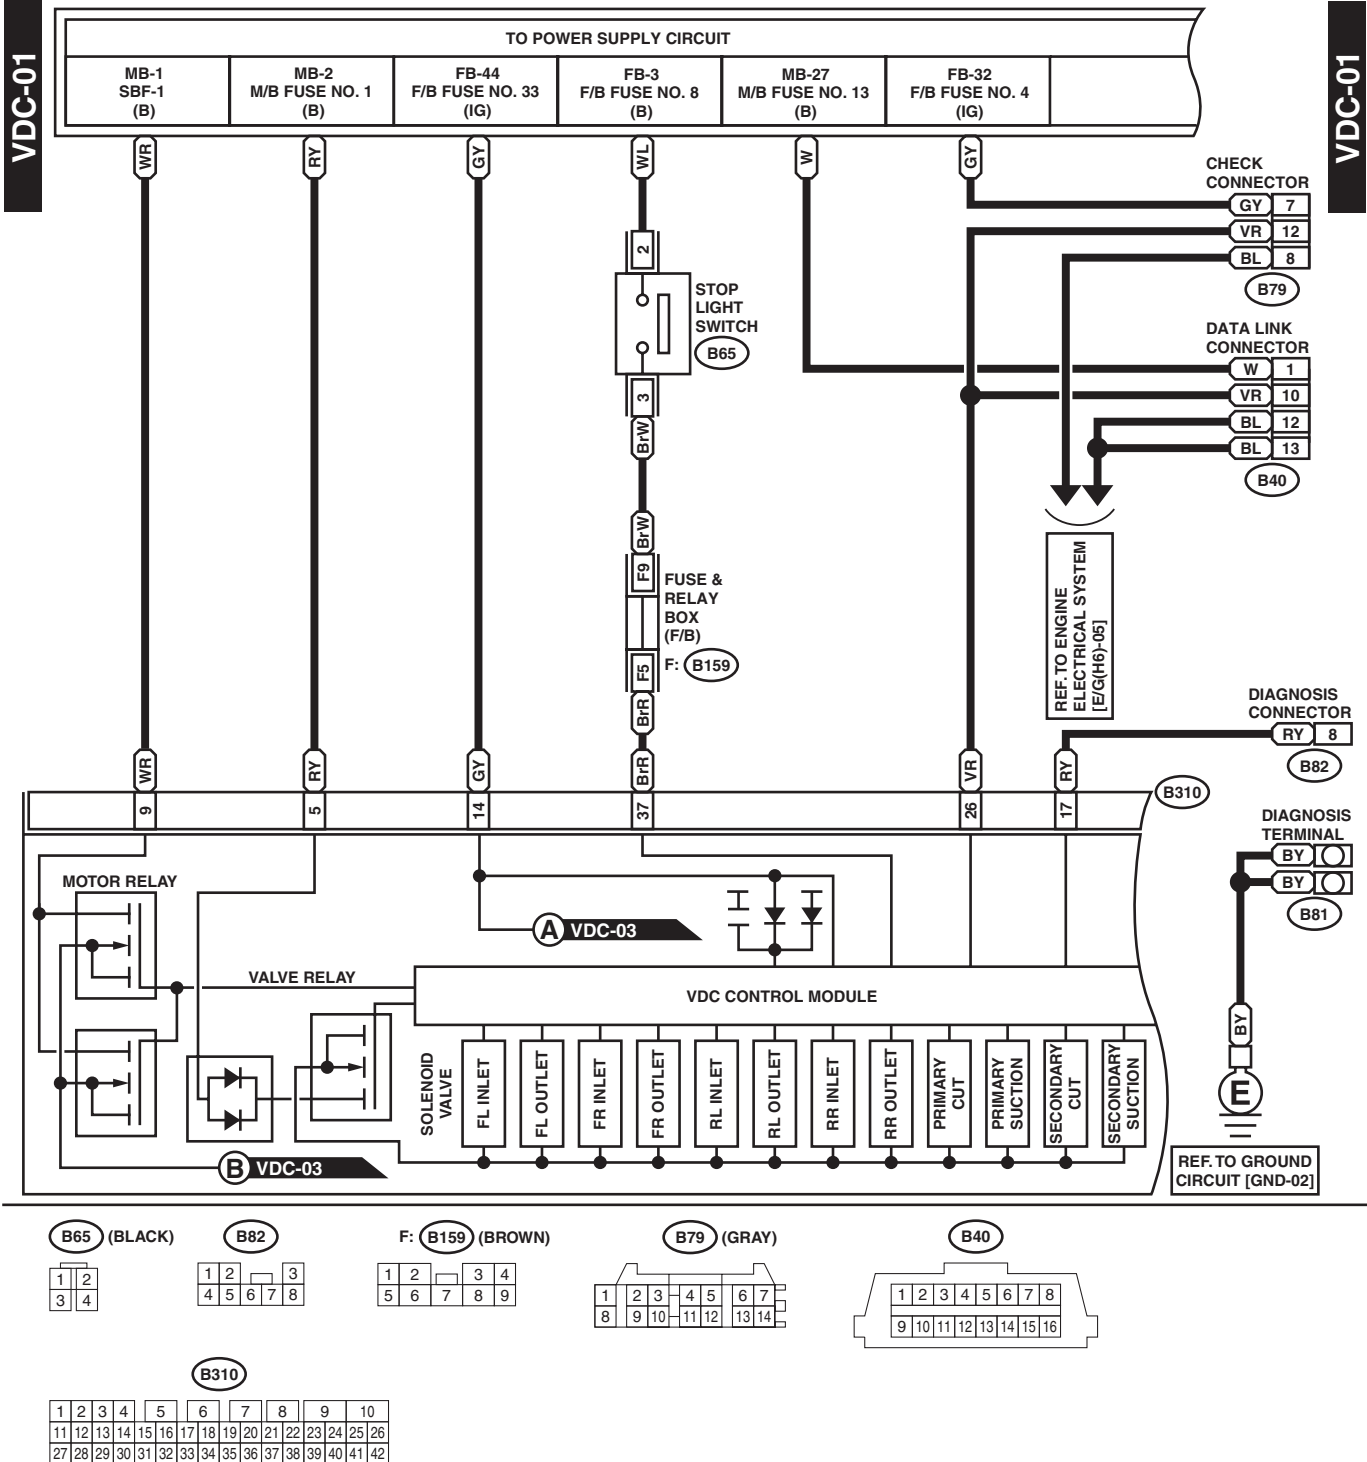 VDC-01
VDC-01
TO POWER SUPPLY CIRCUIT
MB-1
SBF-1
(B)
MB-2
M/B FUSE NO. 1
(B)
FB-44
F/B FUSE NO. 33
(IG)
FB-3
F/B FUSE NO. 8
(B)
MB-27
M/B FUSE NO. 13
(B)
FB-32
F/B FUSE NO. 4
(IG)
WR
RY
GY
WL
W
GY
CHECK
CONNECTOR
GY 7
VR 12
BL 8
B79
2
STOP
LIGHT
SWITCH
B65
3
BrW
DATA LINK
CONNECTOR
W 1
VR 10
BL 12
BL 13
B40
BrW
F9
FUSE &
RELAY
BOX
(F/B)
F: B159
F5
BrR
REF. TO ENGINE
ELECTRICAL SYSTEM
[E/G(H6)-05]
DIAGNOSIS
CONNECTOR
RY 8
B82
WR
RY
GY
BrR
VR
RY
B310
9
5
14
37
26
17
DIAGNOSIS
TERMINAL
BY
BY
B81
MOTOR RELAY
A VDC-03
VALVE RELAY
VDC CONTROL MODULE
SOLENOID
VALVE
FL INLET
FL OUTLET
FR INLET
FR OUTLET
RL INLET
RL OUTLET
RR INLET
RR OUTLET
PRIMARY
CUT
PRIMARY
SUCTION
SECONDARY
CUT
SECONDARY
SUCTION
B VDC-03
BY
E
REF. TO GROUND
CIRCUIT [GND-02]
B65 (BLACK)
1 2
3 4
B82
1 2 3
4 5 6 7 8
F: B159 (BROWN)
1 2 3 4
5 6 7 8 9
B79 (GRAY)
1 2 3 4 5 6 7
8 9 10 11 12 13 14
B40
1 2 3 4 5 6 7 8
9 10 11 12 13 14 15 16
B310
1 2 3 4 5 6 7 8 9 10
11 12 13 14 15 16 17 18 19 20 21 22 23 24 25 26
27 28 29 30 31 32 33 34 35 36 37 38 39 40 41 42